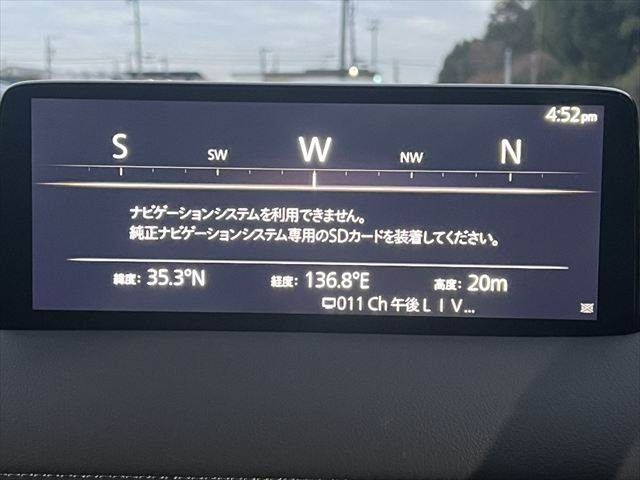 4:52pm
S SW W NW N
ナビゲーションシステムを利用できません。
純正ナビゲーションシステム専用のSDカードを装着してください。
緯度: 35.3°N 経度: 136.8°E 高度: 20m
011 Ch 午後ＬＩＶ...